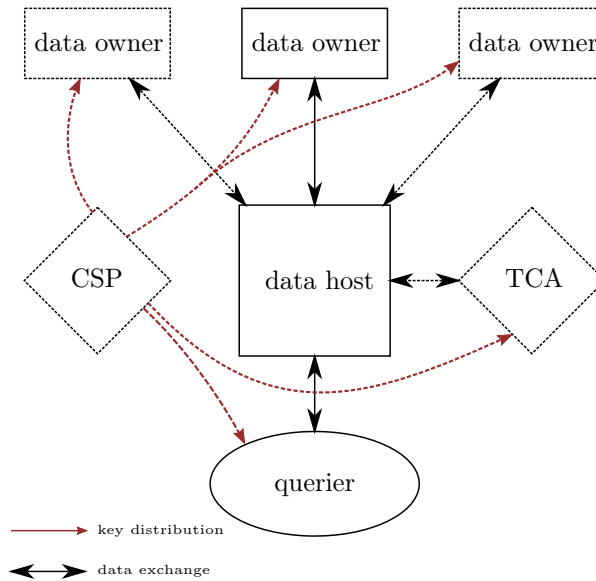 data owner
data owner
data owner
CSP
data host
TCA
querier
key distribution
data exchange